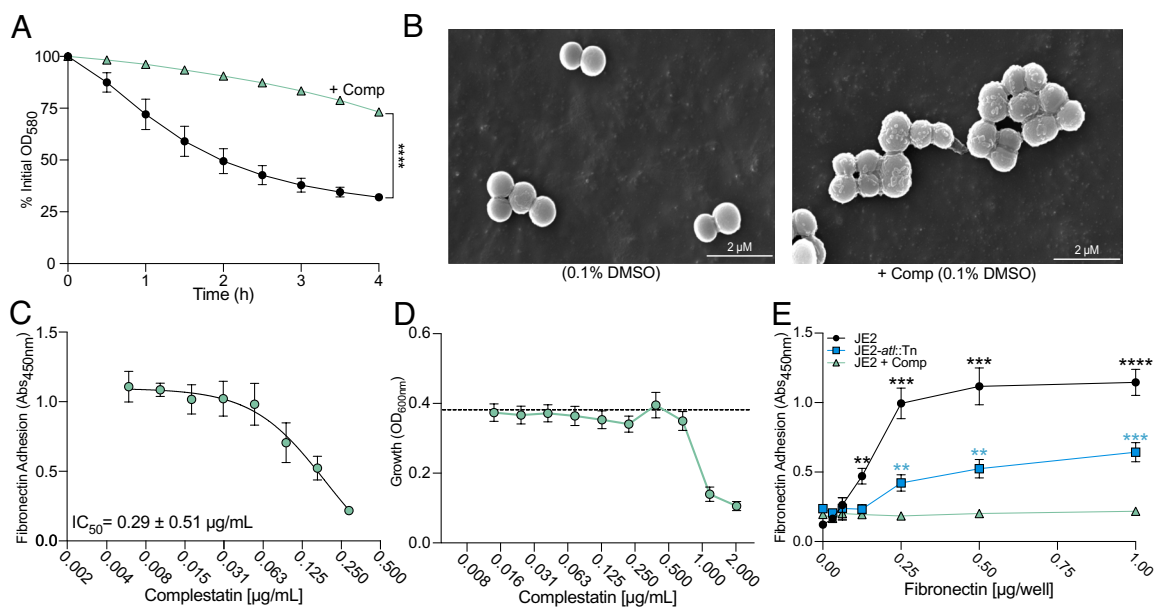 A
% Initial OD580
100
75
50
25
0
0
1
2
3
4
Time (h)
+ Comp
****
B
2 µM
(0.1% DMSO)
2 µM
+ Comp (0.1% DMSO)
C
Fibronectin Adhesion (Abs450nm)
1.5
1.0
0.5
0.0
IC50= 0.29 ± 0.51 µg/mL
0.002
0.004
0.008
0.015
0.031
0.063
0.125
0.250
0.500
Complestatin [µg/mL]
D
Growth (OD600nm)
0.6
0.4
0.2
0.0
0.008
0.016
0.031
0.063
0.125
0.250
0.500
1.000
2.000
Complestatin [µg/mL]
E
Fibronectin Adhesion (Abs450nm)
1.5
1.0
0.5
0.0
JE2
JE2-atl::Tn
JE2 + Comp
**
***
***
****
**
**
***
0.00
0.25
0.50
0.75
1.00
Fibronectin [µg/well]